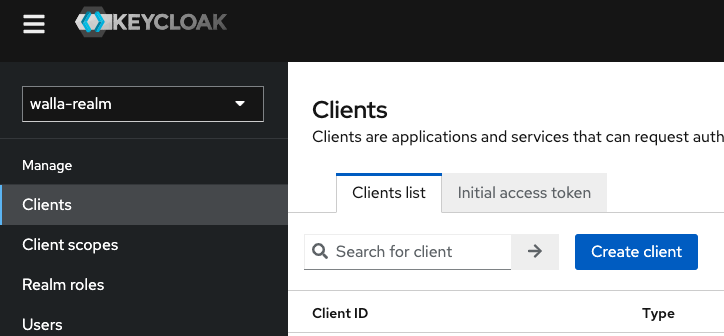 KEYCLOAK
walla-realm
Manage
Clients
Client scopes
Realm roles
Users
Clients
Clients are applications and services that can request auth
Clients list
Initial access token
Search for client
Create client
Client ID
Type